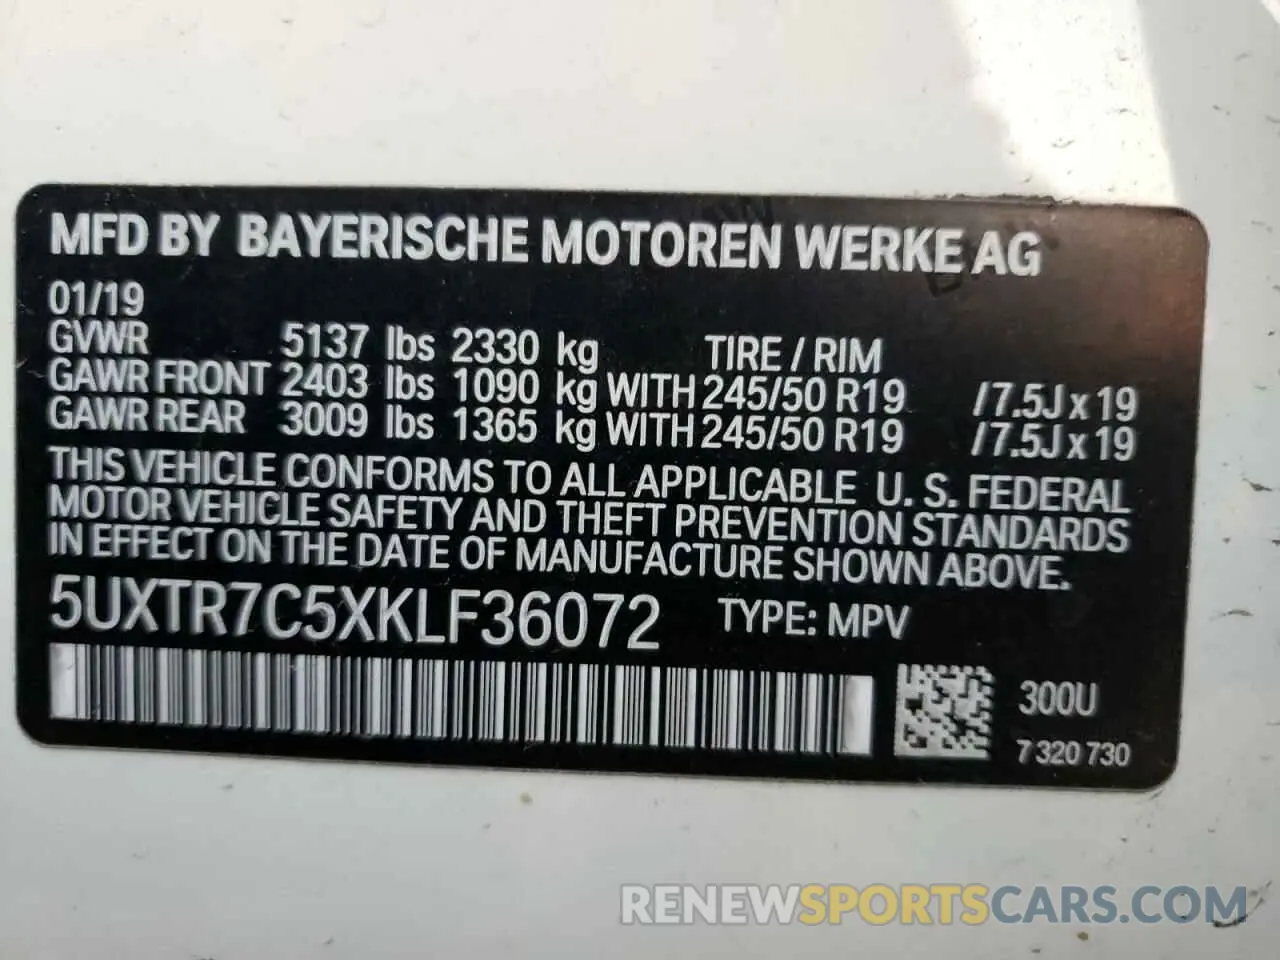 MFD BY BAYERISCHE MOTOREN WERKE AG
01/19
GVWR 5137 lbs 2330 kg TIRE / RIM
GAWR FRONT 2403 lbs 1090 kg WITH 245/50 R19 / 7.5J x 19
GAWR REAR 3009 lbs 1365 kg WITH 245/50 R19 / 7.5J x 19
THIS VEHICLE CONFORMS TO ALL APPLICABLE U. S. FEDERAL
MOTOR VEHICLE SAFETY AND THEFT PREVENTION STANDARDS
IN EFFECT ON THE DATE OF MANUFACTURE SHOWN ABOVE.
5UXTR7C5XKLF36072 TYPE: MPV
300U
7 320 730
RENEWSPORTSCARS.COM